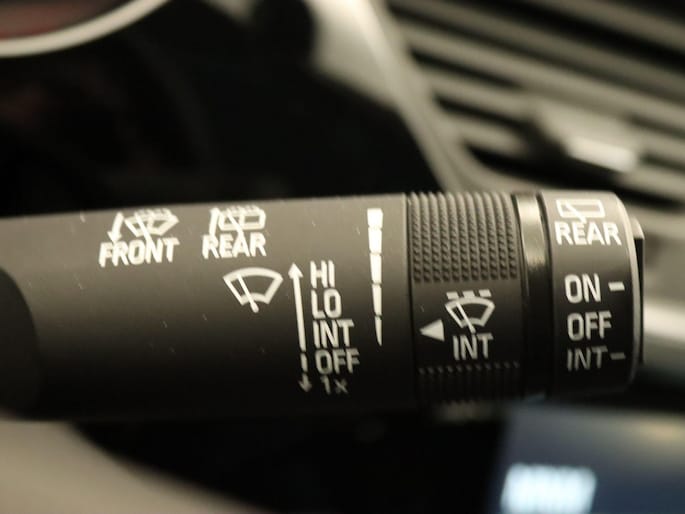 FRONT
REAR
HI
LO
INT
OFF
1x
INT
REAR
ON
OFF
INT